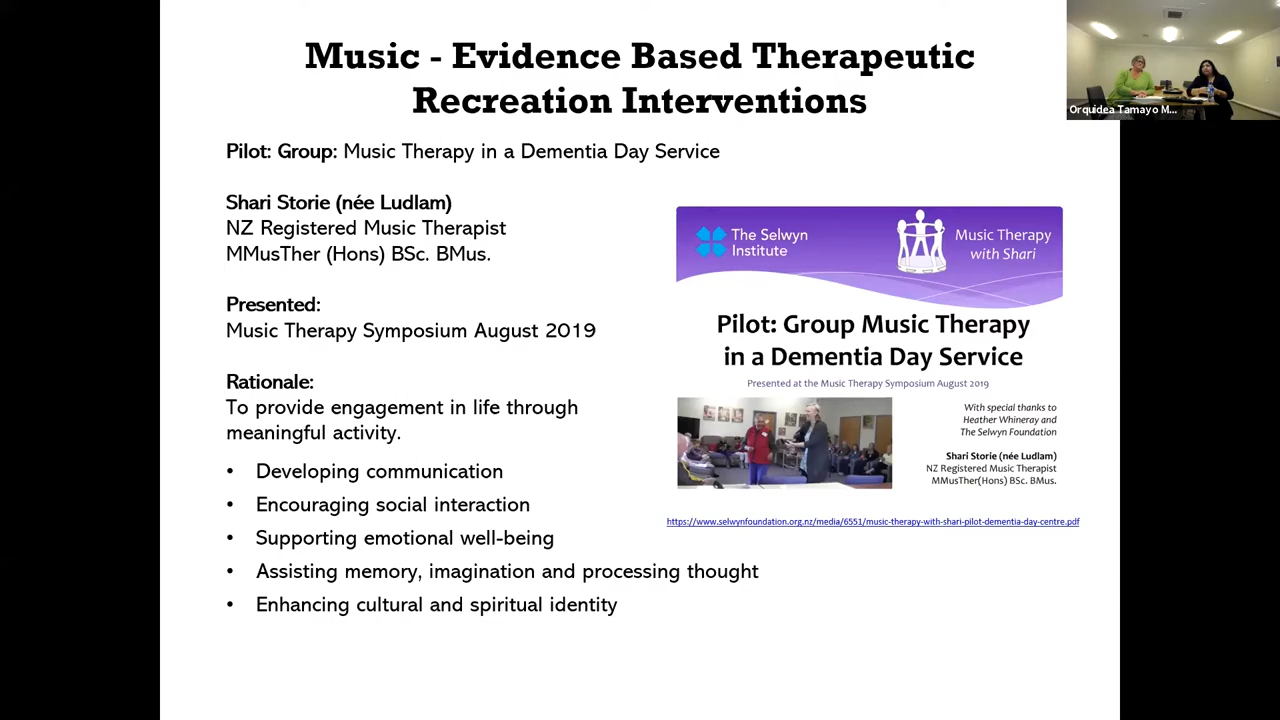 Music - Evidence Based Therapeutic
Recreation Interventions
Orquidea Tamayo M...
Pilot: Group: Music Therapy in a Dementia Day Service
Shari Storie (née Ludlam)
NZ Registered Music Therapist
MMusTher (Hons) BSc. BMus.
Presented:
Music Therapy Symposium August 2019
Rationale:
To provide engagement in life through
meaningful activity.
• Developing communication
• Encouraging social interaction
• Supporting emotional well-being
• Assisting memory, imagination and processing thought
• Enhancing cultural and spiritual identity
The Selwyn
Institute
Music Therapy
with Shari
Pilot: Group Music Therapy
in a Dementia Day Service
Presented at the Music Therapy Symposium August 2019
With special thanks to
Heather Whineray and
The Selwyn Foundation
Shari Storie (née Ludlam)
NZ Registered Music Therapist
MMusTher(Hons) BSc. BMus.
https://www.selwynfoundation.org.nz/media/6551/music-therapy-with-shari-pilot-dementia-day-centre.pdf